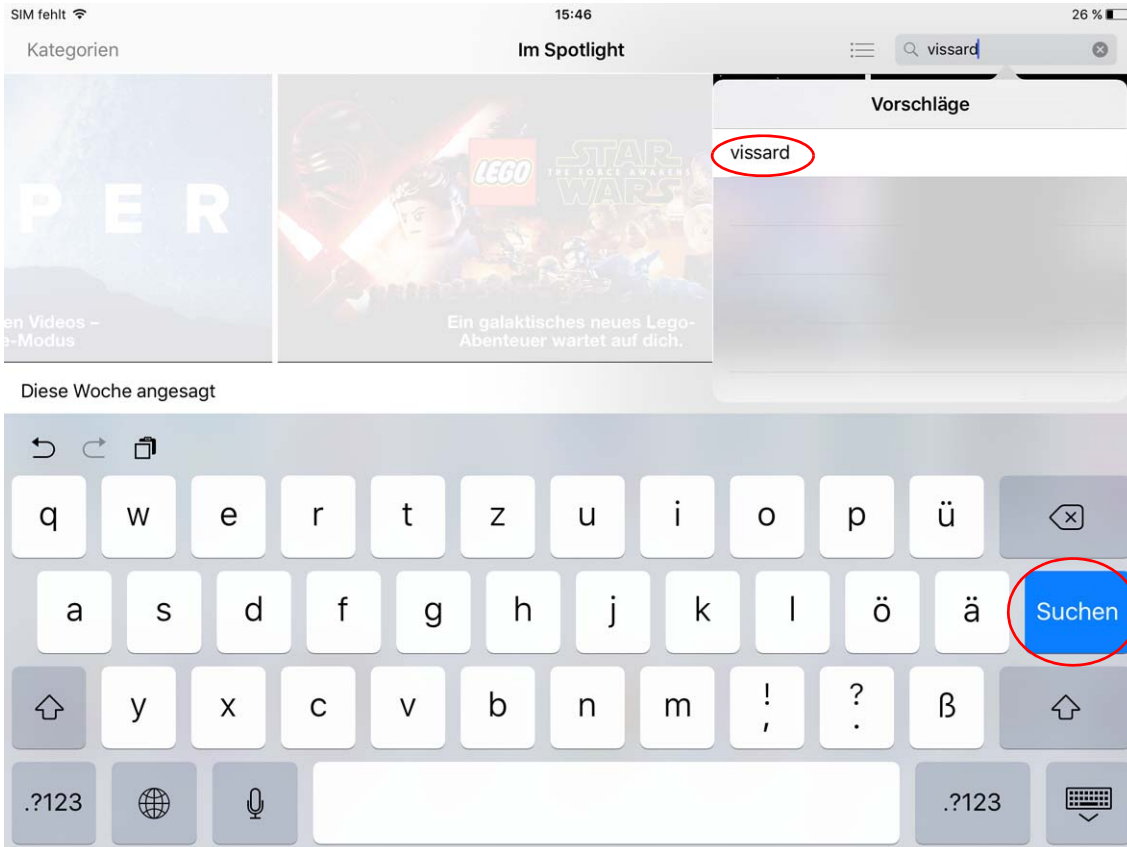 SIM fehlt 15:46 26 %
Kategorien Im Spotlight vissard
Vorschläge
vissard
PER
LEGO STAR WARS
THE FORCE AWAKENS
en Videos –
e-Modus
Ein galaktisches neues Lego-
Abenteuer wartet auf dich.
Diese Woche angesagt
q w e r t z u i o p ü
a s d f g h j k l ö ä Suchen
y x c v b n m ! , ? . ß
.?123 .?123